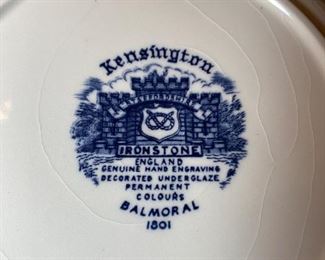 Kensington
STAFFORDSHIRE
IRONSTONE
ENGLAND
GENUINE HAND ENGRAVING
DECORATED UNDERGLAZE
PERMANENT
COLOURS
BALMORAL
1801